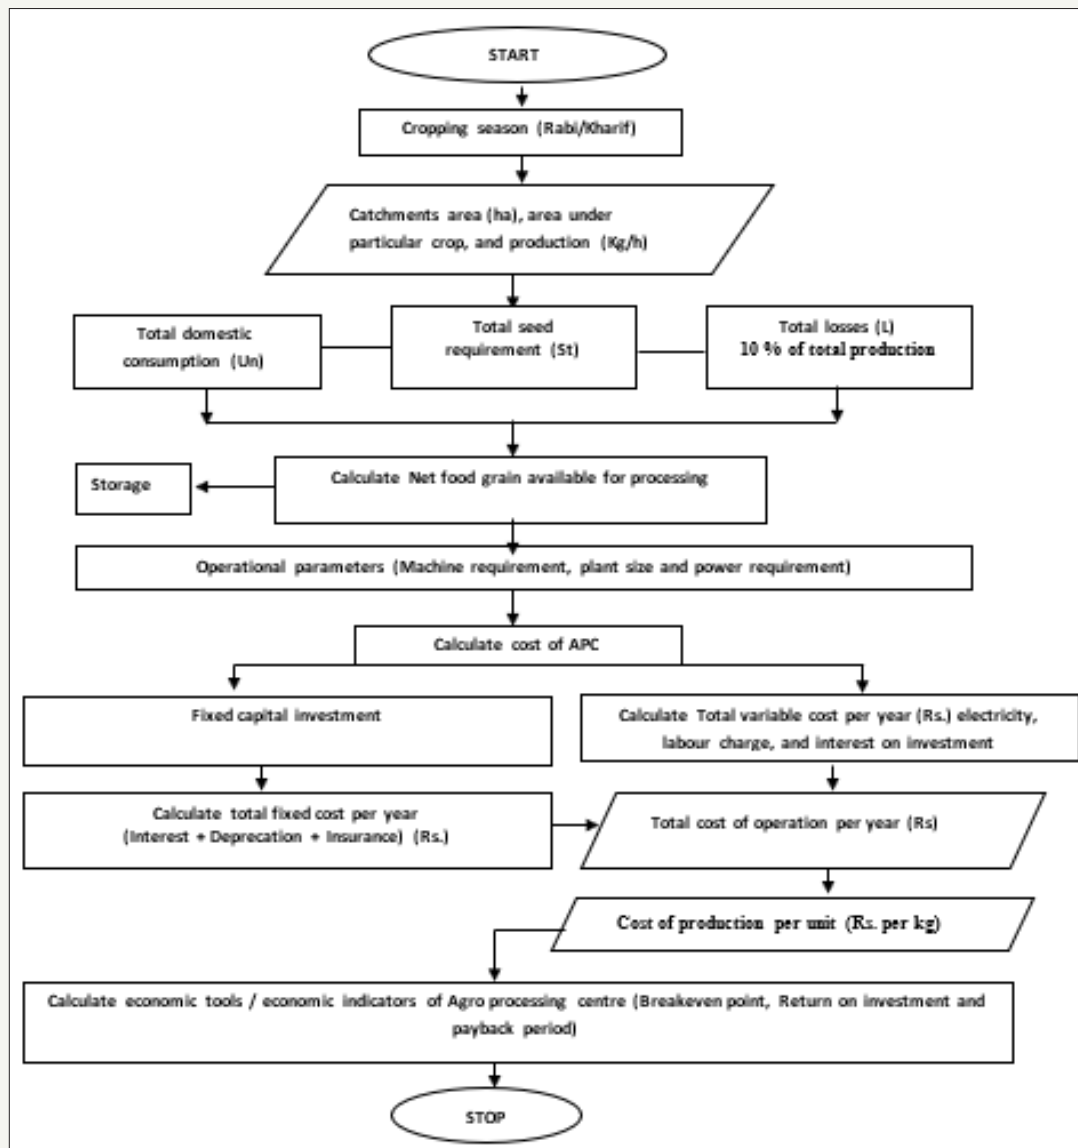 START
Cropping season (Rabi/Kharif)
Catchments area (ha), area under
particular crop, and production (Kg/h)
Total domestic
consumption (Un)
Total seed
requirement (St)
Total losses (L)
10 % of total production
Calculate Net food grain available for processing
Storage
Operational parameters (Machine requirement, plant size and power requirement)
Calculate cost of APC
Fixed capital investment
Calculate Total variable cost per year (Rs.) electricity,
labour charge, and interest on investment
Calculate total fixed cost per year
(Interest + Deprecation + Insurance) (Rs.)
Total cost of operation per year (Rs)
Cost of production per unit (Rs. per kg)
Calculate economic tools / economic indicators of Agro processing centre (Breakeven point, Return on investment and
payback period)
STOP